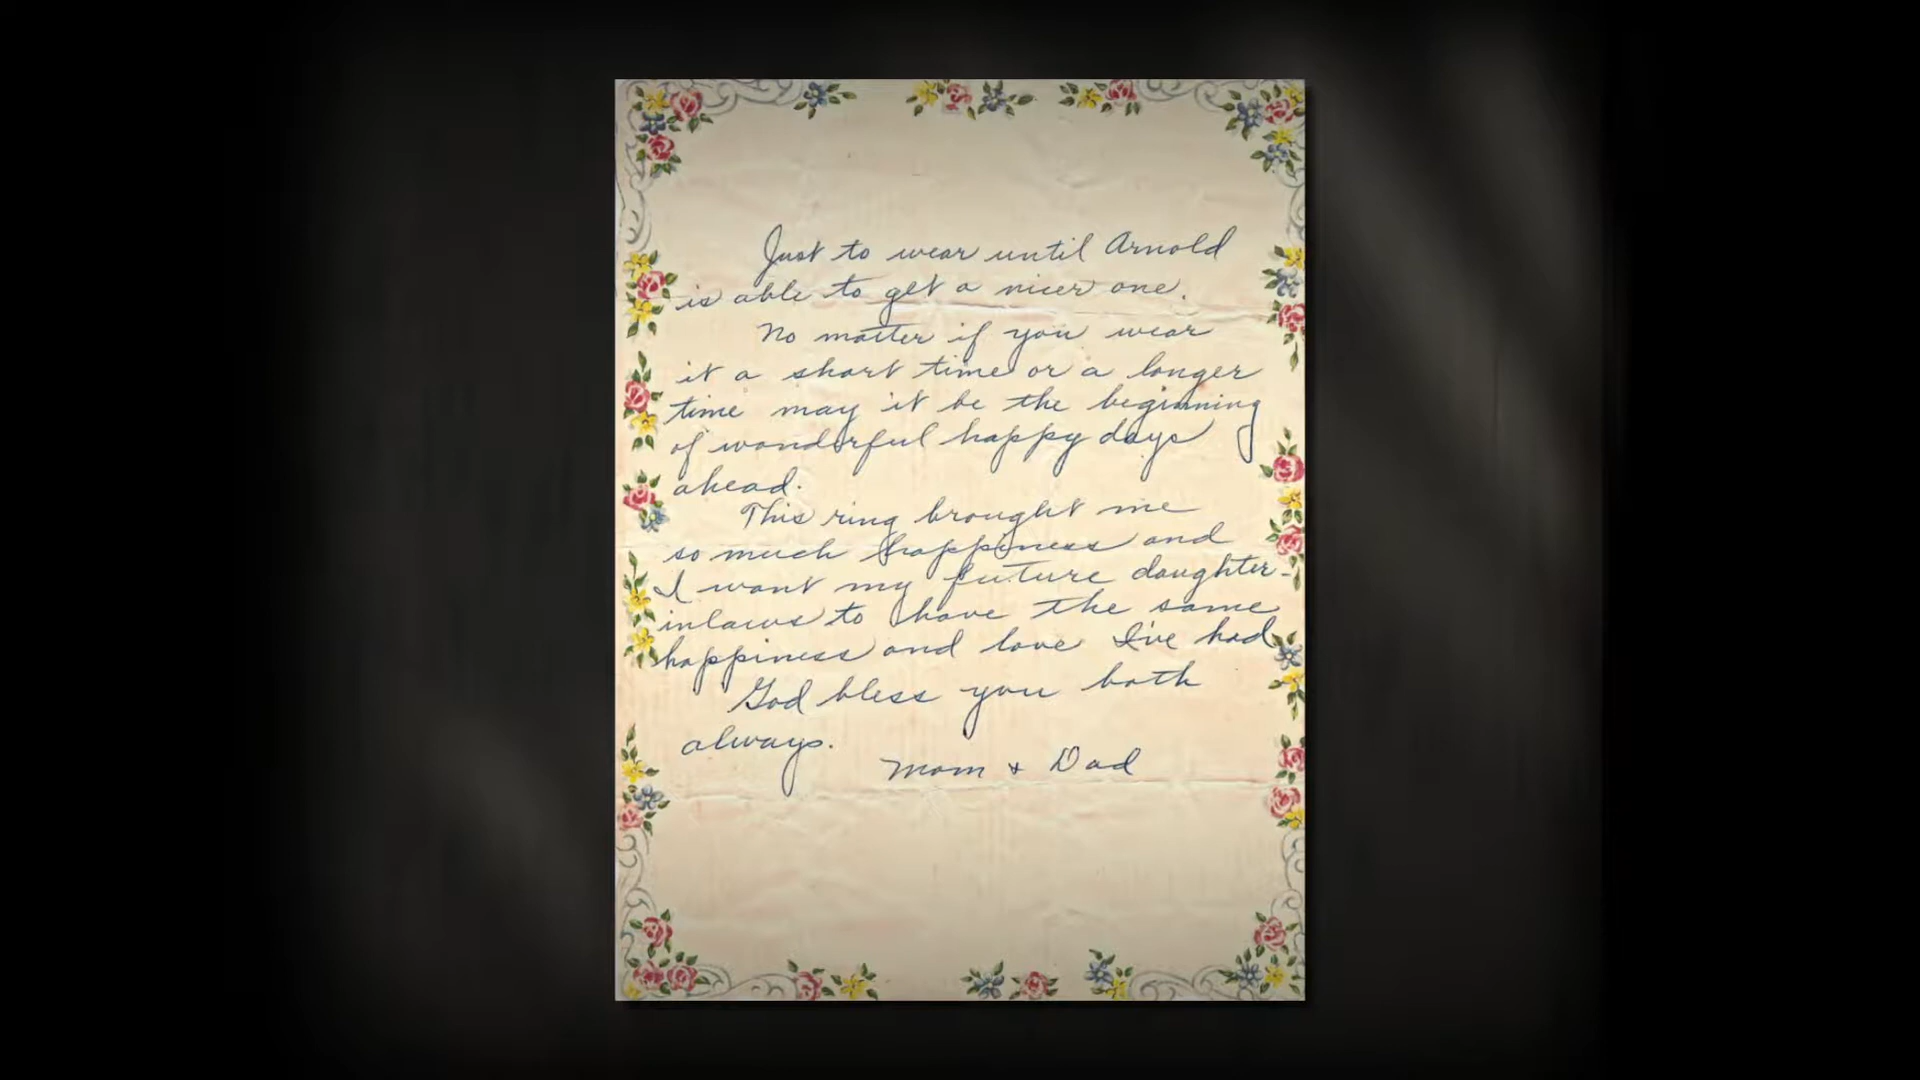 Just to wear until Arnold
is able to get a nicer one.
No matter if you wear
it a short time or a longer
time may it be the beginning
of wonderful happy days
ahead.
This ring brought me
so much happiness and
I want my future daughter-
inlaws to have the same
happiness and love I've had
God bless you both
always.
Mom + Dad